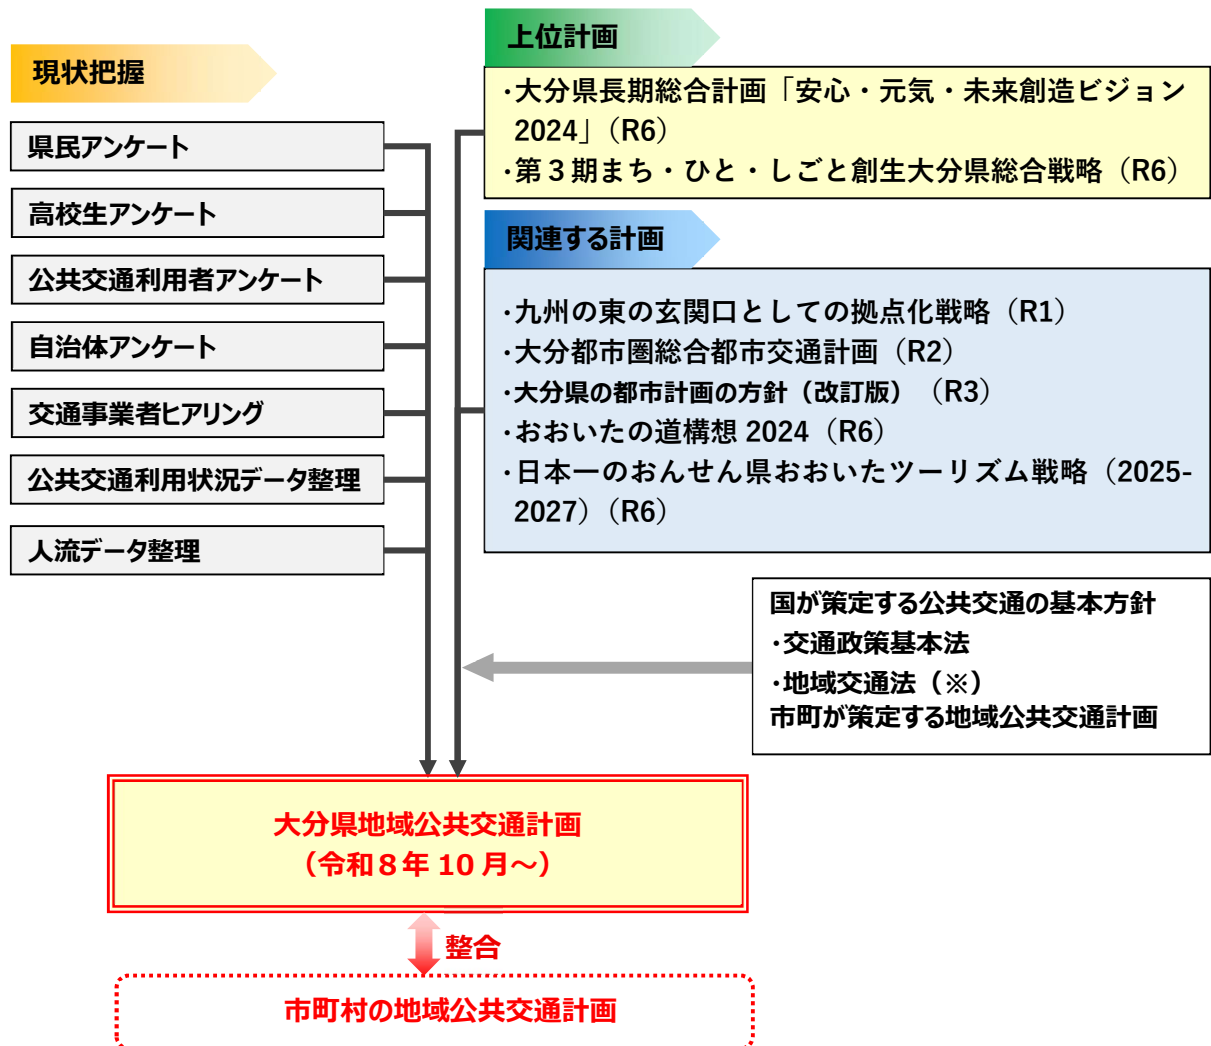 現状把握
県民アンケート
高校生アンケート
公共交通利用者アンケート
自治体アンケート
交通事業者ヒアリング
公共交通利用状況データ整理
人流データ整理
上位計画
・大分県長期総合計画「安心・元気・未来創造ビジョン
2024」（R6）
・第３期まち・ひと・しごと創生大分県総合戦略（R6）
関連する計画
・九州の東の玄関口としての拠点化戦略（R1）
・大分都市圏総合都市交通計画（R2）
・大分県の都市計画の方針（改訂版）（R3）
・おおいたの道構想 2024（R6）
・日本一のおんせん県おおいたツーリズム戦略（2025-
2027）（R6）
国が策定する公共交通の基本方針
・交通政策基本法
・地域交通法（※）
市町が策定する地域公共交通計画
大分県地域公共交通計画
（令和８年 10 月～）
整合
市町村の地域公共交通計画